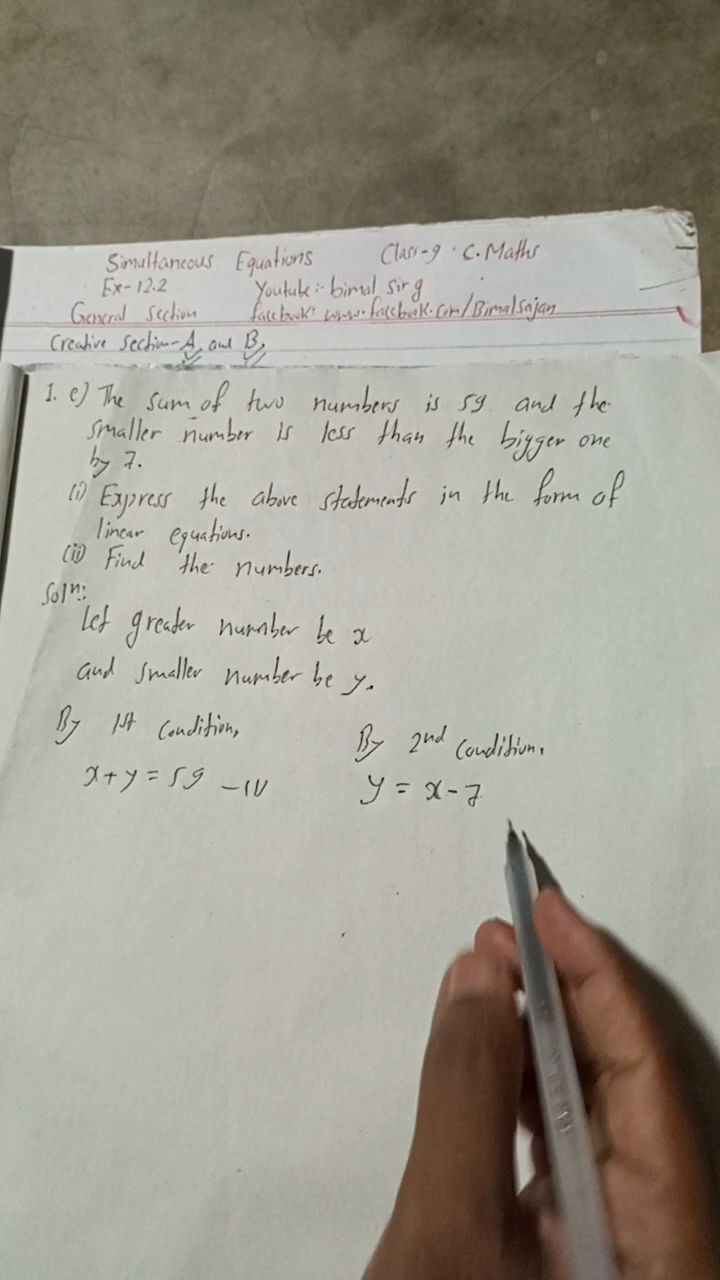 Simultaneous Equations Class-9 C.Maths
Ex-12.2 Youtube:- bimal sir g
General Section facebook: www.facebook.com/Bimalsajan
Creative Section-A and B,
1. e) The sum of two numbers is 59 and the
smaller number is less than the bigger one
by 7.
(i) Express the above statements in the form of
linear equations.
(ii) Find the numbers.
Solⁿ:
Let greater number be x
and smaller number be y.
By 1st Condition, By 2nd Condition,
x+y = 59 -(i) y = x-7